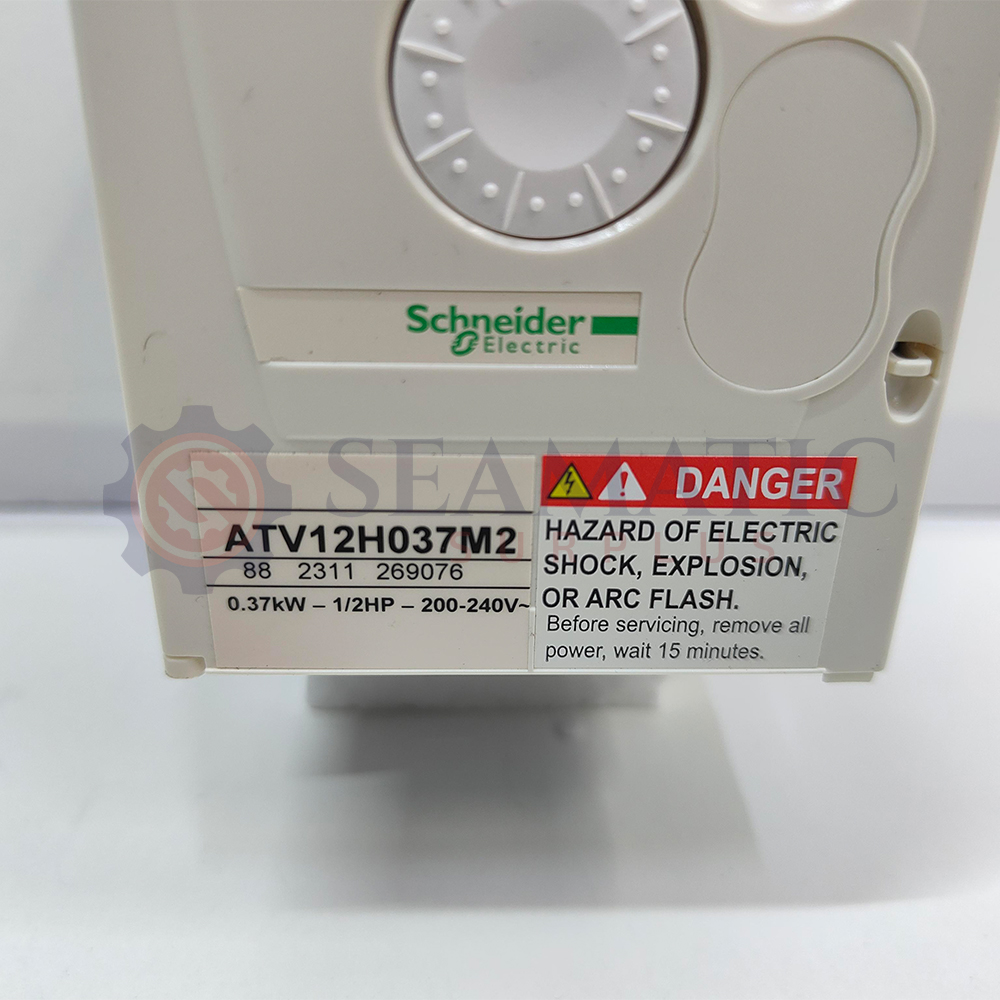 Schneider
Electric
SEAMATIC
SURPLUS
ATV12H037M2
88 2311 269076
0.37kW – 1/2HP – 200-240V~
DANGER
HAZARD OF ELECTRIC
SHOCK, EXPLOSION,
OR ARC FLASH.
Before servicing, remove all
power, wait 15 minutes.